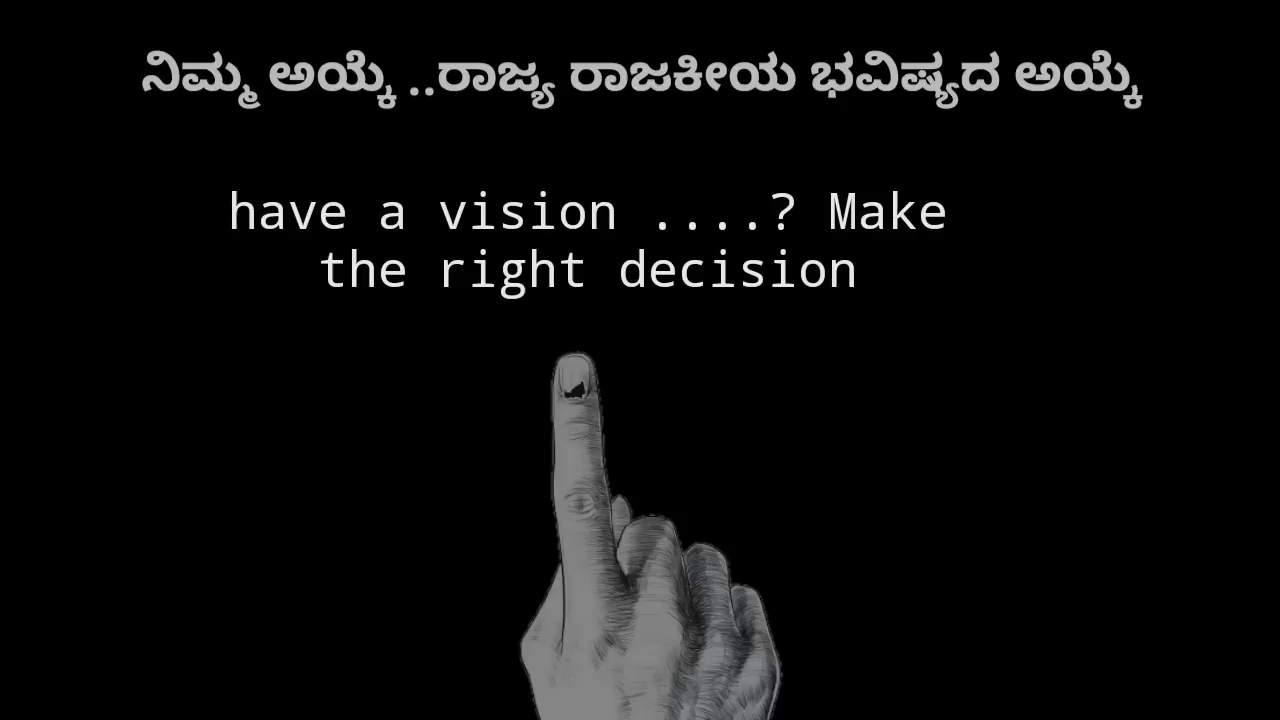 ನಿಮ್ಮ ಅಯ್ಕೆ ..ರಾಜ್ಯ ರಾಜಕೀಯ ಭವಿಷ್ಯದ ಅಯ್ಕೆ
have a vision ....? Make
the right decision